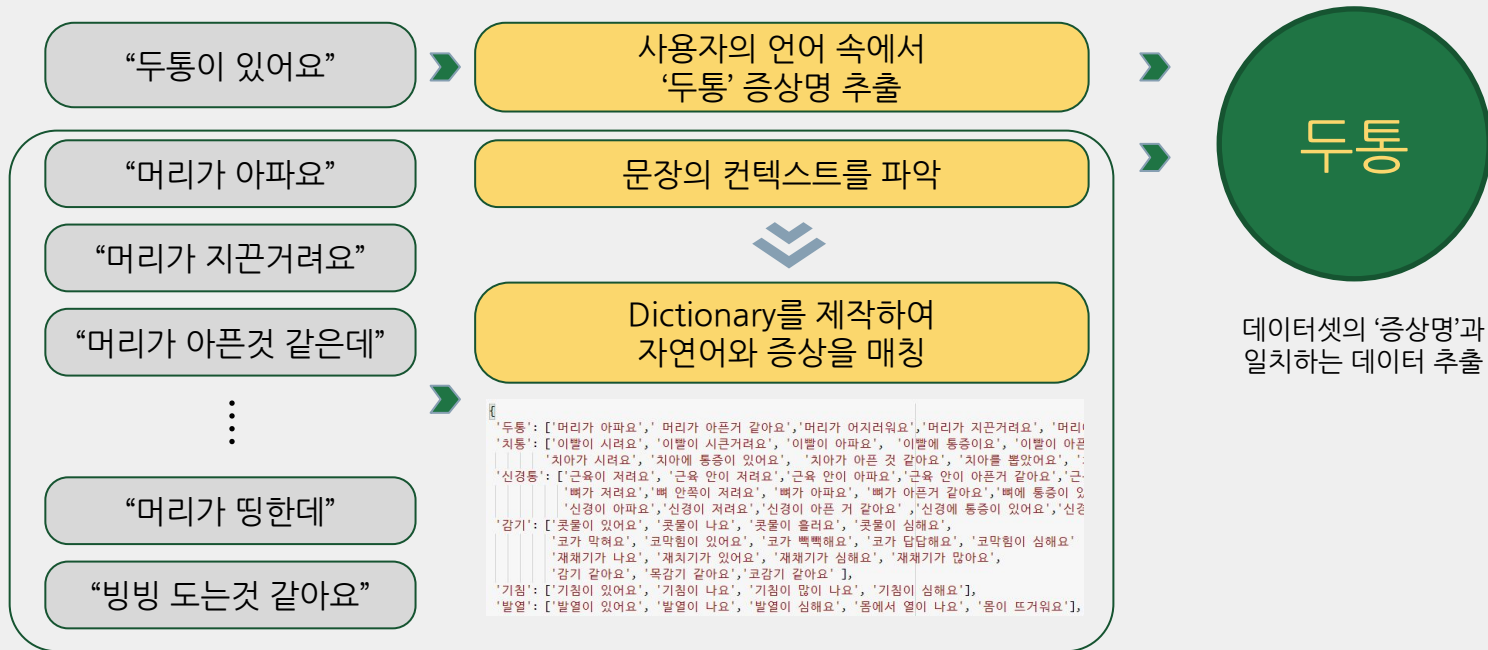 “두통이 있어요”
사용자의 언어 속에서
‘두통’ 증상명 추출
두통
데이터셋의 ‘증상명’과
일치하는 데이터 추출
“머리가 아파요”
“머리가 지끈거려요”
“머리가 아픈것 같은데”
“머리가 띵한데”
“빙빙 도는것 같아요”
문장의 컨텍스트를 파악
Dictionary를 제작하여
자연어와 증상을 매칭
{
'두통': ['머리가 아파요',' 머리가 아픈거 같아요','머리가 어지러워요','머리가 지끈거려요', '머리
'치통': ['이빨이 시려요', '이빨이 시큰거려요', '이빨이 아파요', '이빨에 통증이요', '이빨이 아픈
'치아가 시려요', '치아에 통증이 있어요', '치아가 아픈 것 같아요', '치아를 뽑았어요',
'신경통': ['근육이 저려요', '근육 안이 저려요','근육 안이 아파요','근육 안이 아픈거 같아요','근
'뼈가 저려요','뼈 안쪽이 저려요', '뼈가 아파요', '뼈가 아픈거 같아요','뼈에 통증이 있
'신경이 아파요','신경이 저려요','신경이 아픈 거 같아요' ,'신경에 통증이 있어요','신경
'감기': ['콧물이 있어요', '콧물이 나요', '콧물이 흘러요', '콧물이 심해요',
'코가 막혀요', '코막힘이 있어요', '코가 빽빽해요', '코가 답답해요', '코막힘이 심해요'
'재채기가 나요', '재치기가 있어요', '재채기가 심해요', '재채기가 많아요',
'감기 같아요', '목감기 같아요','코감기 같아요' ],
'기침': ['기침이 있어요', '기침이 나요', '기침이 많이 나요', '기침이 심해요'],
'발열': ['발열이 있어요', '발열이 나요', '발열이 심해요', '몸에서 열이 나요', '몸이 뜨거워요'],